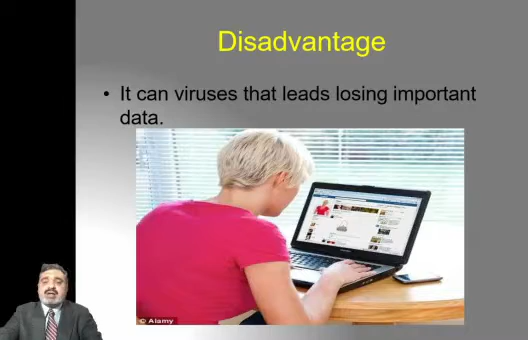 Disadvantage
• It can viruses that leads losing important
data.
© Alamy